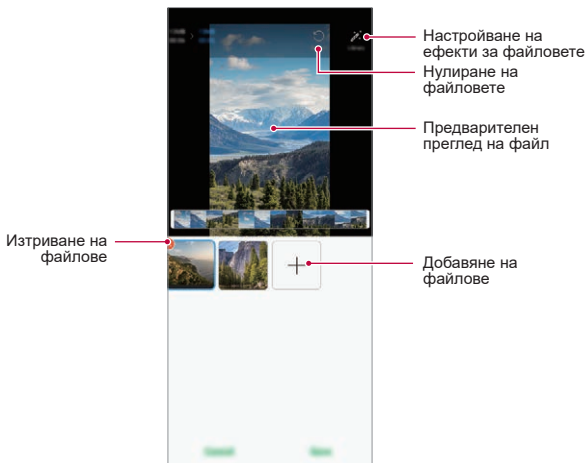 Настройване на
ефекти за файловете
Нулиране на
файловете
Предварителен
преглед на файл
Изтриване на
файлове
Добавяне на
файлове